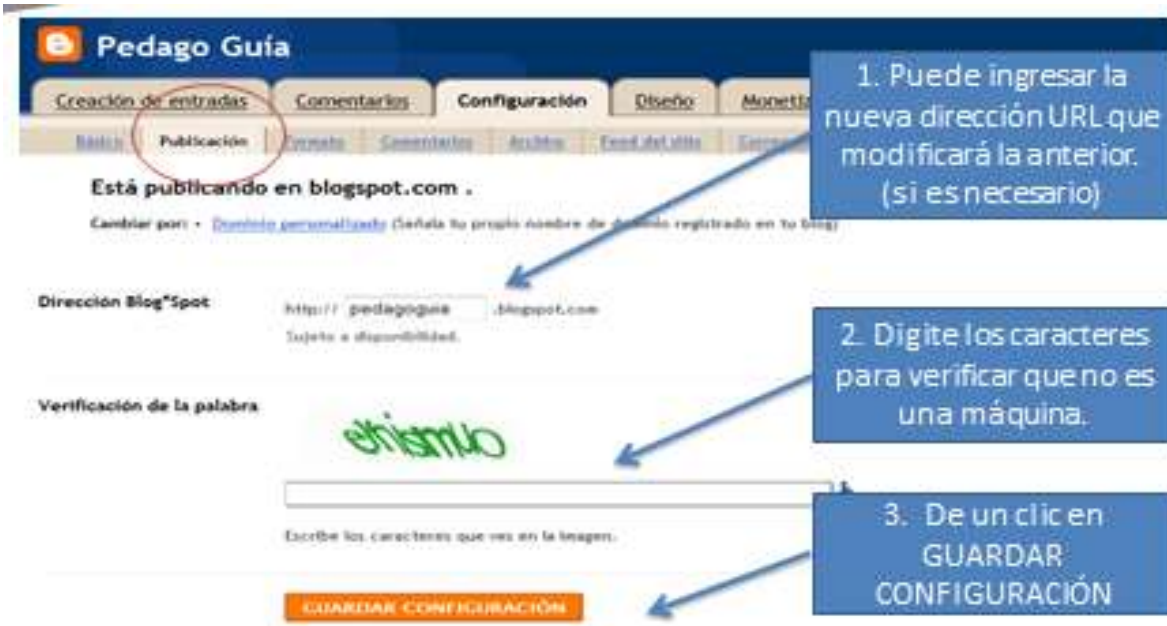 Pedago Guía
Creación de entradas Comentarios Configuración Diseño Monetiz
Básico Publicación Formato Comentarios Archivo Feed del sitio
Está publicando en blogspot.com .
Cambiar por: • Dominio personalizado (Señala tu propio nombre de dominio registrado en tu blog)
1. Puede ingresar la
nueva dirección URL que
modificará la anterior.
(si es necesario)
Dirección Blog*Spot
http:// pedagoguia .blogspot.com
Sujeto a disponibilidad.
2. Digite los caracteres
para verificar que no es
una máquina.
Verificación de la palabra
enismuo
Escribe los caracteres que ves en la imagen.
3. De un clic en
GUARDAR
CONFIGURACIÓN
GUARDAR CONFIGURACIÓN